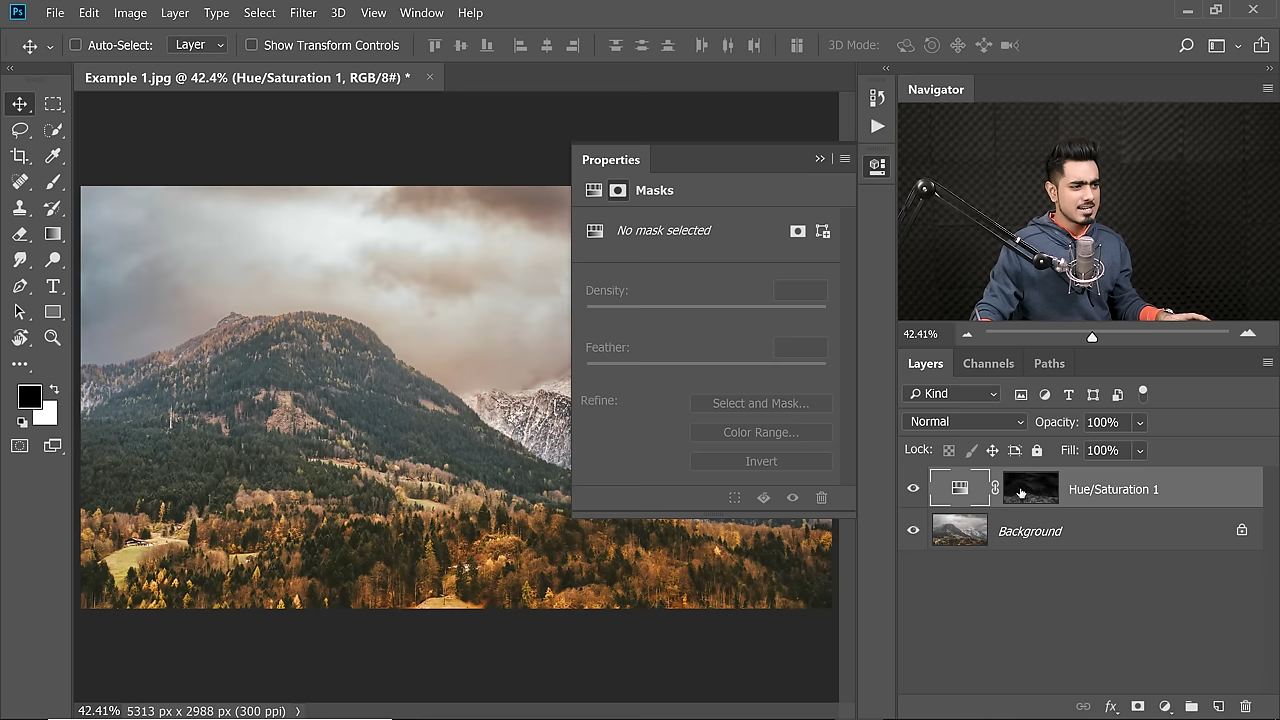 Ps File Edit Image Layer Type Select Filter 3D View Window Help
Auto-Select: Layer Show Transform Controls 3D Mode:
Example 1.jpg @ 42.4% (Hue/Saturation 1, RGB/8#) *
Navigator
Properties
Masks
No mask selected
Density:
Feather:
Refine: Select and Mask...
Color Range...
Invert
42.41%
Layers Channels Paths
Kind
Normal Opacity: 100%
Lock: Fill: 100%
Hue/Saturation 1
Background
fx
42.41% 5313 px x 2988 px (300 ppi)